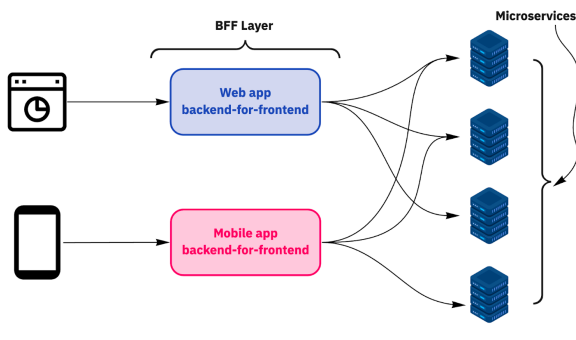 BFF Layer
Microservices
Web app
backend-for-frontend
Mobile app
backend-for-frontend